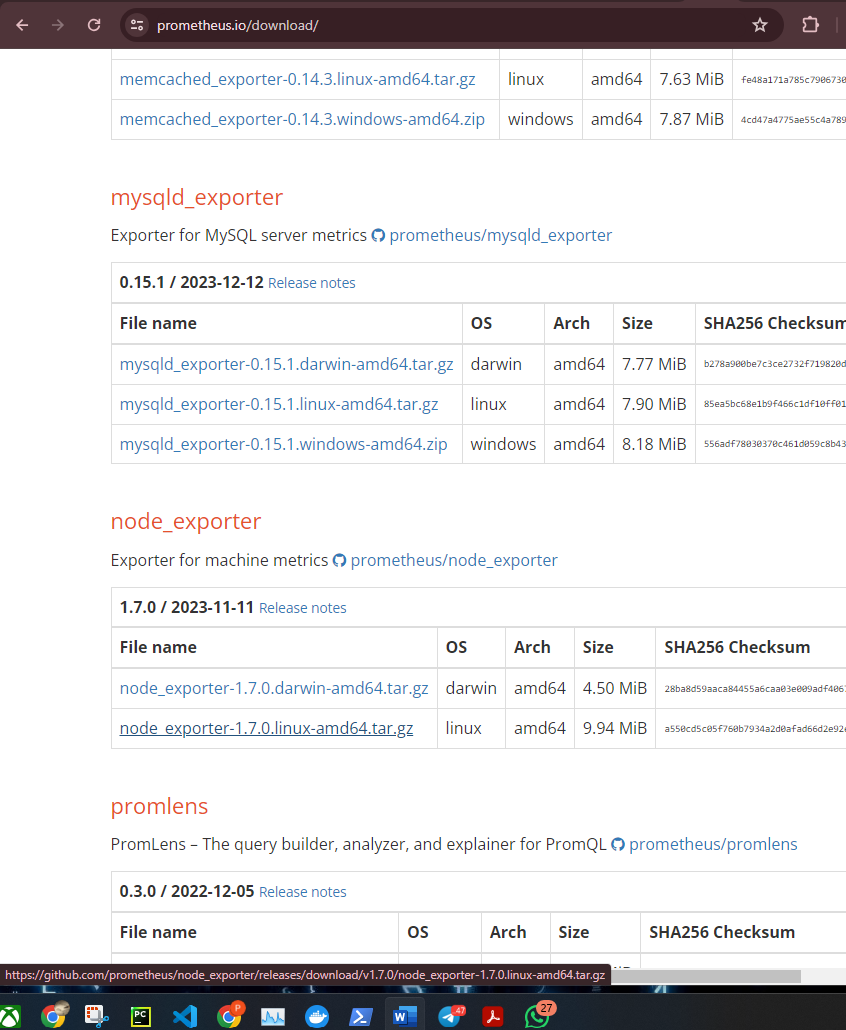 prometheus.io/download/
memcached_exporter-0.14.3.linux-amd64.tar.gz linux amd64 7.63 MiB fe48a171a785c7906730
memcached_exporter-0.14.3.windows-amd64.zip windows amd64 7.87 MiB 4cd47a4775ae55c4a789
mysqld_exporter
Exporter for MySQL server metrics prometheus/mysqld_exporter
0.15.1 / 2023-12-12 Release notes
File name OS Arch Size SHA256 Checksum
mysqld_exporter-0.15.1.darwin-amd64.tar.gz darwin amd64 7.77 MiB b278a900be7c3ce2732f719820d
mysqld_exporter-0.15.1.linux-amd64.tar.gz linux amd64 7.90 MiB 85ea5bc68e1b9f466c1df10ff01
mysqld_exporter-0.15.1.windows-amd64.zip windows amd64 8.18 MiB 556adf78030370c461d059c8b43
node_exporter
Exporter for machine metrics prometheus/node_exporter
1.7.0 / 2023-11-11 Release notes
File name OS Arch Size SHA256 Checksum
node_exporter-1.7.0.darwin-amd64.tar.gz darwin amd64 4.50 MiB 28ba8d59aaca84455a6caa03e009adf406
node_exporter-1.7.0.linux-amd64.tar.gz linux amd64 9.94 MiB a550cd5c05f760b7934a2d0afad66d2e92
promlens
PromLens – The query builder, analyzer, and explainer for PromQL prometheus/promlens
0.3.0 / 2022-12-05 Release notes
File name OS Arch Size SHA256 Checksum
https://github.com/prometheus/node_exporter/releases/download/v1.7.0/node_exporter-1.7.0.linux-amd64.tar.gz
PC P W 47 27